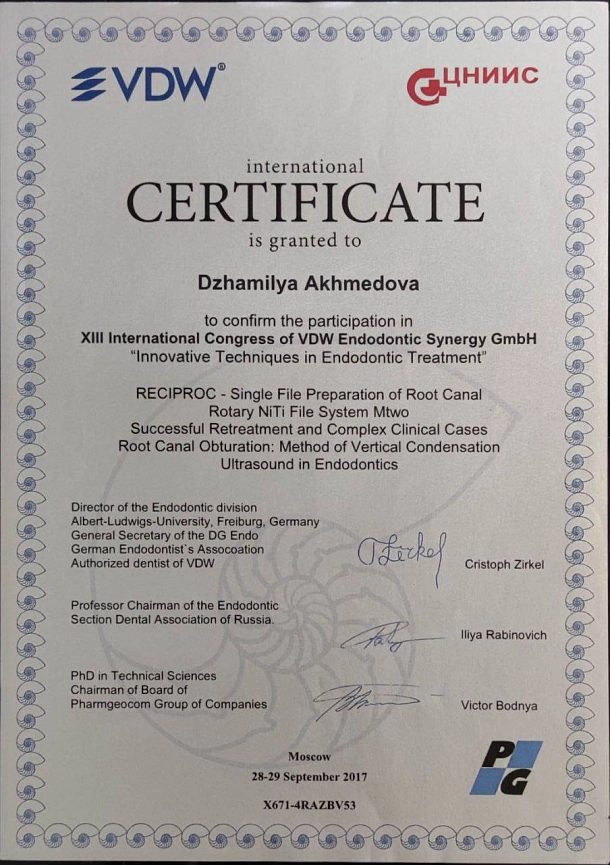 VDW®
ЦНИИС
international
CERTIFICATE
is granted to
Dzhamilya Akhmedova
to confirm the participation in
XIII International Congress of VDW Endodontic Synergy GmbH
“Innovative Techniques in Endodontic Treatment”
RECIPROC - Single File Preparation of Root Canal
Rotary NiTi File System Mtwo
Successful Retreatment and Complex Clinical Cases
Root Canal Obturation: Method of Vertical Condensation
Ultrasound in Endodontics
Director of the Endodontic division
Albert-Ludwigs-University, Freiburg, Germany
General Secretary of the DG Endo
German Endodontist`s Assocoation
Authorized dentist of VDW
Cristoph Zirkel
Professor Chairman of the Endodontic
Section Dental Association of Russia.
Iliya Rabinovich
PhD in Technical Sciences
Chairman of Board of
Pharmgeocom Group of Companies
Victor Bodnya
Moscow
28-29 September 2017
X671-4RAZBV53
PG